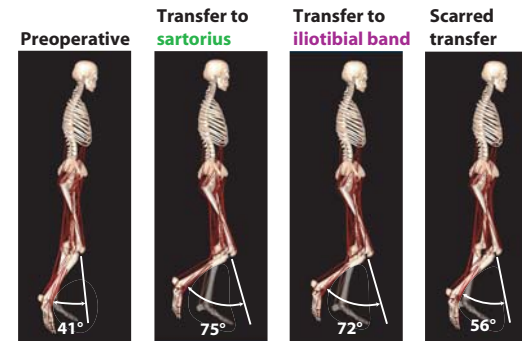 Preoperative
Transfer to
sartorius
Transfer to
iliotibial band
Scarred
transfer
41°
75°
72°
56°